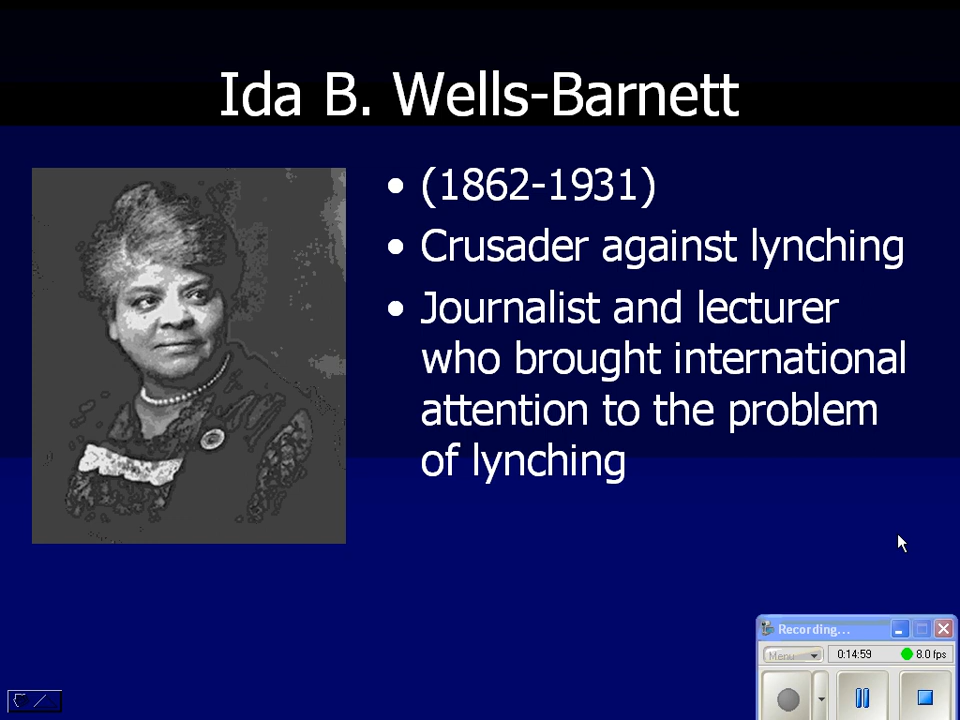 Ida B. Wells-Barnett
• (1862-1931)
• Crusader against lynching
• Journalist and lecturer
who brought international
attention to the problem
of lynching
Recording...
Menu
0:14:59
8.0 fps